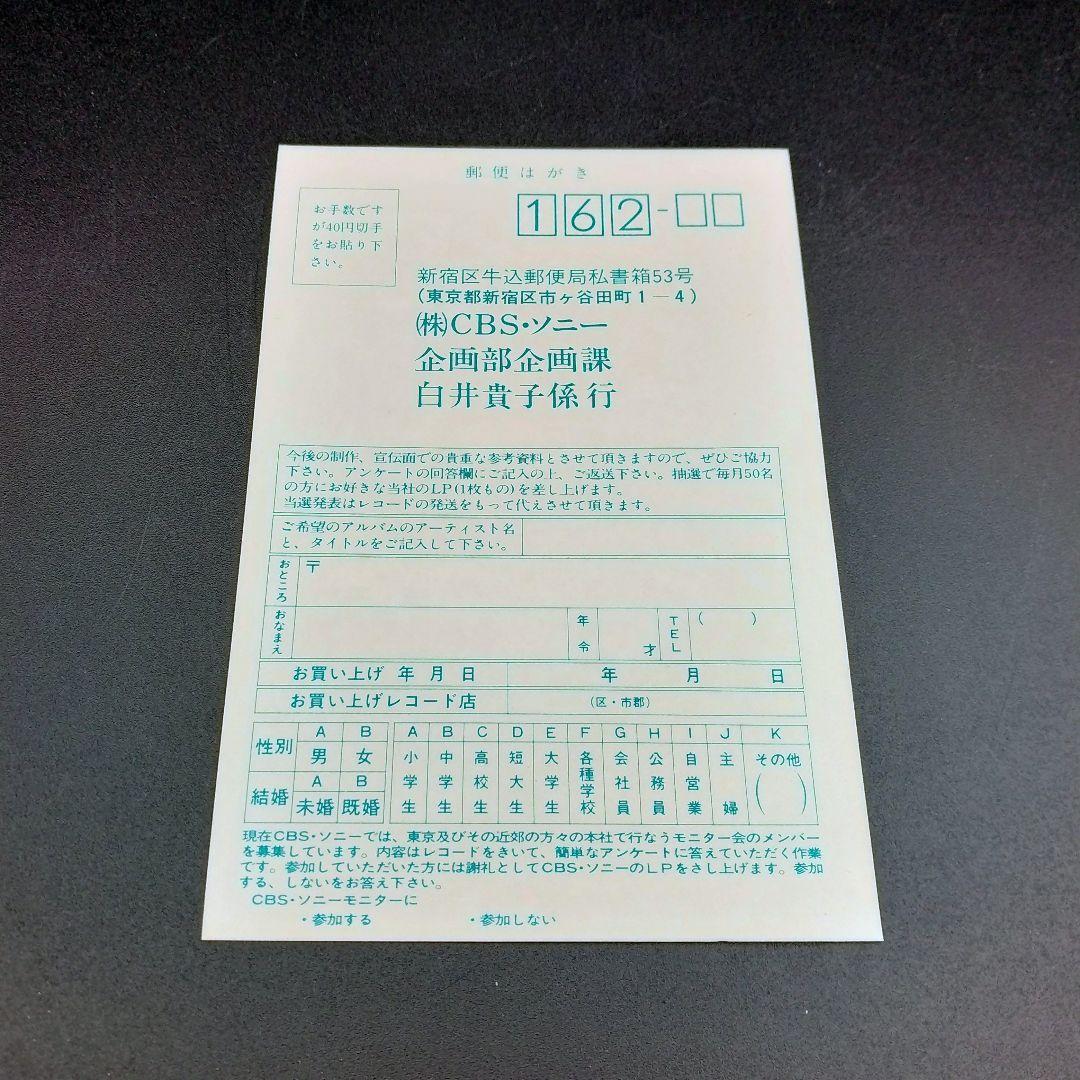 郵便はがき
お手数です
が40円切手
をお貼り下
さい。
162-
新宿区牛込郵便局私書箱53号
(東京都新宿区市ヶ谷田町1-4)
(株)CBS・ソニー
企画部企画課
白井貴子係行
今後の制作、宣伝面での貴重な参考資料とさせて頂きますので、ぜひご協力
下さい。アンケートの回答欄にご記入の上、ご返送下さい。抽選で毎月50名
の方にお好きな当社のLP(1枚もの)を差し上げます。
当選発表はレコードの発送をもって代えさせて頂きます。
ご希望のアルバムのアーティスト名
と、タイトルをご記入して下さい。
おところ 〒
おなまえ 年令 才 TEL ( )
お買い上げ 年 月 日 年 月 日
お買い上げレコード店 (区・市郡)
性別 A 男 B 女
結婚 A 未婚 B 既婚
A 小学生 B 中学生 C 高校生 D 短大生 E 大学生 F 各種学校 G 会社員 H 公務員 I 自営業 J 主婦 K その他 ( )
現在CBS・ソニーでは、東京及びその近郊の方々の本社で行なうモニター会のメンバー
を募集しています。内容はレコードをきいて、簡単なアンケートに答えていただく作業
です。参加していただいた方には謝礼としてCBS・ソニーのLPをさし上げます。参加
する、しないをお答え下さい。
CBS・ソニーモニターに
・参加する ・参加しない